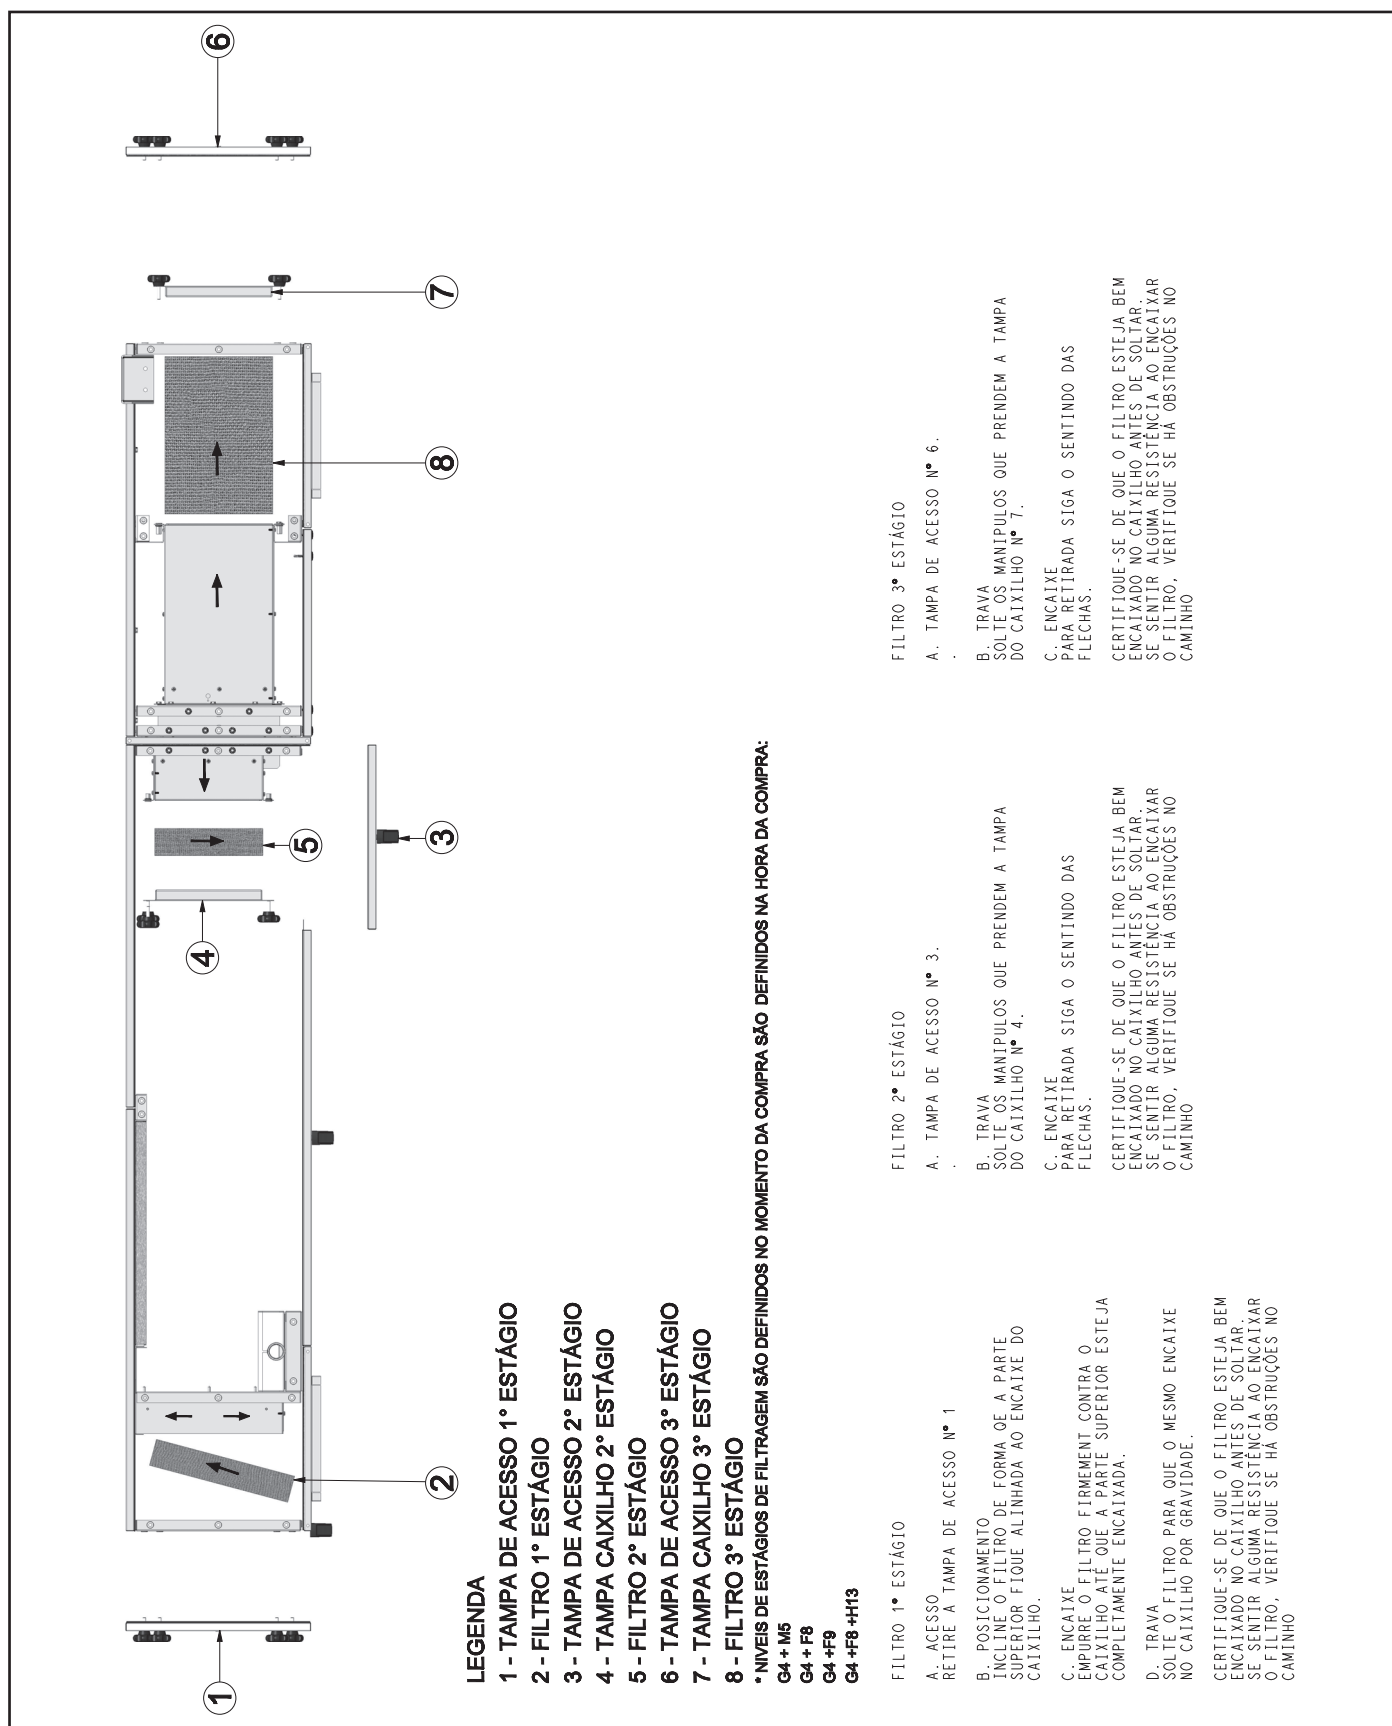 1
2
3
4
5
6
7
8
LEGENDA
1 - TAMPA DE ACESSO 1° ESTÁGIO
2 - FILTRO 1° ESTÁGIO
3 - TAMPA DE ACESSO 2° ESTÁGIO
4 - TAMPA CAIXILHO 2° ESTÁGIO
5 - FILTRO 2° ESTÁGIO
6 - TAMPA DE ACESSO 3° ESTÁGIO
7 - TAMPA CAIXILHO 3° ESTÁGIO
8 - FILTRO 3° ESTÁGIO
* NIVEIS DE ESTÁGIOS DE FILTRAGEM SÃO DEFINIDOS NO MOMENTO DA COMPRA SÃO DEFINIDOS NA HORA DA COMPRA:
G4 + M5
G4 + F8
G4 +F9
G4 +F8 +H13
FILTRO 1° ESTÁGIO
A. ACESSO
RETIRE A TAMPA DE ACESSO N° 1
B. POSICIONAMENTO
INCLINE O FILTRO DE FORMA QE A PARTE
SUPERIOR FIQUE ALINHADA AO ENCAIXE DO
CAIXILHO.
C. ENCAIXE
EMPURRE O FILTRO FIRMEMENT CONTRA O
CAIXILHO ATÉ QUE A PARTE SUPERIOR ESTEJA
COMPLETAMENTE ENCAIXADA.
D. TRAVA
SOLTE O FILTRO PARA QUE O MESMO ENCAIXE
NO CAIXILHO POR GRAVIDADE.
CERTIFIQUE-SE DE QUE O FILTRO ESTEJA BEM
ENCAIXADO NO CAIXILHO ANTES DE SOLTAR.
SE SENTIR ALGUMA RESISTÊNCIA AO ENCAIXAR
O FILTRO, VERIFIQUE SE HÁ OBSTRUÇÕES NO
CAMINHO
FILTRO 2° ESTÁGIO
A. TAMPA DE ACESSO N° 3.
.
B. TRAVA
SOLTE OS MANIPULOS QUE PRENDEM A TAMPA
DO CAIXILHO N° 4.
C. ENCAIXE
PARA RETIRADA SIGA O SENTINDO DAS
FLECHAS.
CERTIFIQUE-SE DE QUE O FILTRO ESTEJA BEM
ENCAIXADO NO CAIXILHO ANTES DE SOLTAR.
SE SENTIR ALGUMA RESISTÊNCIA AO ENCAIXAR
O FILTRO, VERIFIQUE SE HÁ OBSTRUÇÕES NO
CAMINHO
FILTRO 3° ESTÁGIO
A. TAMPA DE ACESSO N° 6.
.
B. TRAVA
SOLTE OS MANIPULOS QUE PRENDEM A TAMPA
DO CAIXILHO N° 7.
C. ENCAIXE
PARA RETIRADA SIGA O SENTINDO DAS
FLECHAS.
CERTIFIQUE-SE DE QUE O FILTRO ESTEJA BEM
ENCAIXADO NO CAIXILHO ANTES DE SOLTAR.
SE SENTIR ALGUMA RESISTÊNCIA AO ENCAIXAR
O FILTRO, VERIFIQUE SE HÁ OBSTRUÇÕES NO
CAMINHO